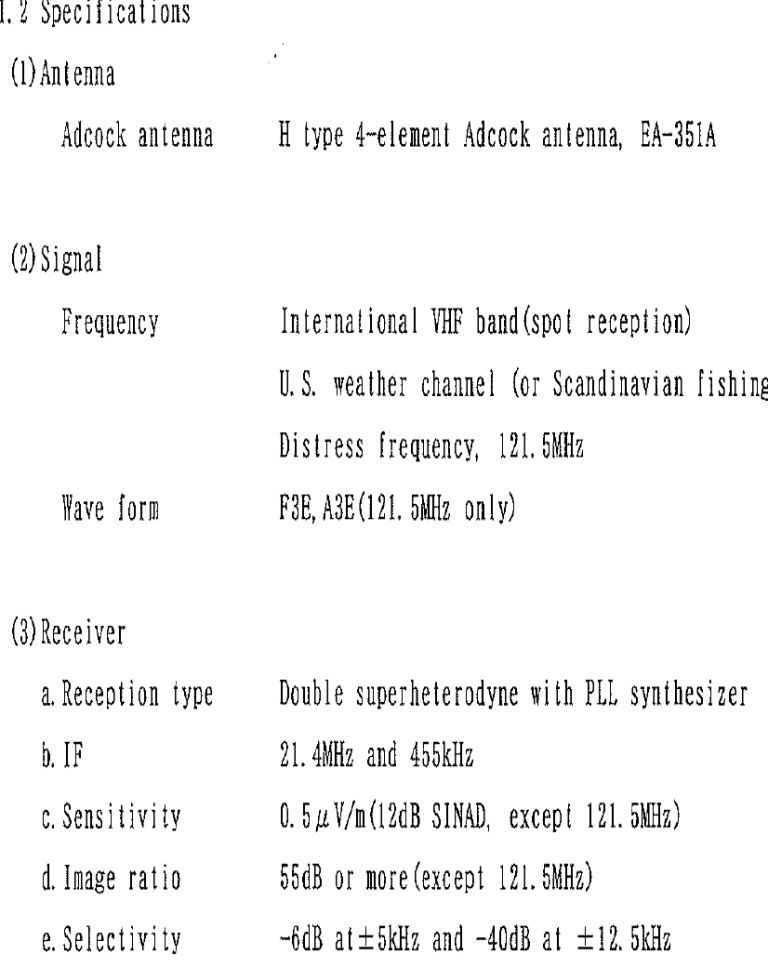 1.2 Specifications
(1)Antenna
Adcock antenna H type 4-element Adcock antenna, EA-351A
(2)Signal
Frequency International VHF band(spot reception)
U.S. weather channel (or Scandinavian fishing
Distress frequency, 121.5MHz
Wave form F3E,A3E(121.5MHz only)
(3)Receiver
a.Reception type Double superheterodyne with PLL synthesizer
b.IF 21.4MHz and 455kHz
c.Sensitivity 0.5μV/m(12dB SINAD, except 121.5MHz)
d.Image ratio 55dB or more(except 121.5MHz)
e.Selectivity -6dB at±5kHz and -40dB at ±12.5kHz